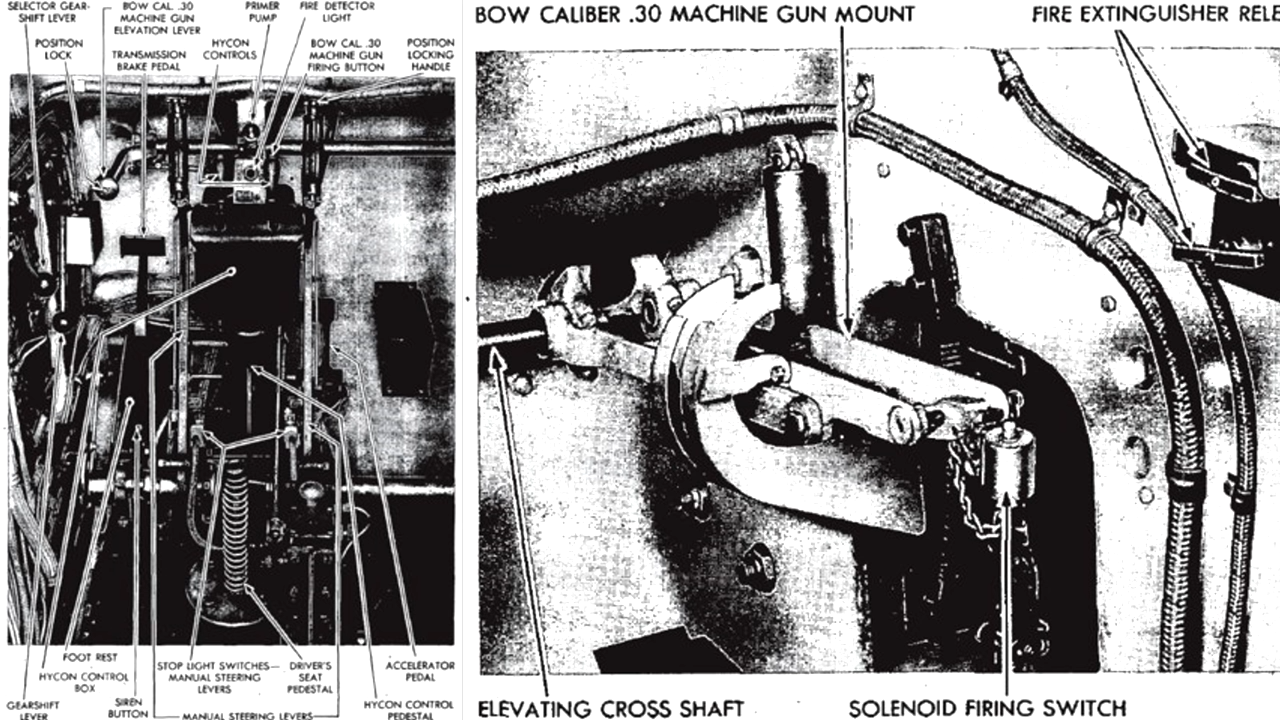 SELECTOR GEAR-
SHIFT LEVER
BOW CAL. .30
MACHINE GUN
ELEVATION LEVER
PRIMER
PUMP
FIRE DETECTOR
LIGHT
POSITION
LOCK
TRANSMISSION
BRAKE PEDAL
HYCON
CONTROLS
BOW CAL .30
MACHINE GUN
FIRING BUTTON
POSITION
LOCKING
HANDLE
FOOT REST
HYCON CONTROL
BOX
GEARSHIFT
LEVER
SIREN
BUTTON
STOP LIGHT SWITCHES—
MANUAL STEERING
LEVERS
DRIVER'S
SEAT
PEDESTAL
ACCELERATOR
PEDAL
MANUAL STEERING LEVERS
HYCON CONTROL
PEDESTAL
BOW CALIBER .30 MACHINE GUN MOUNT
FIRE EXTINGUISHER RELE
ELEVATING CROSS SHAFT
SOLENOID FIRING SWITCH